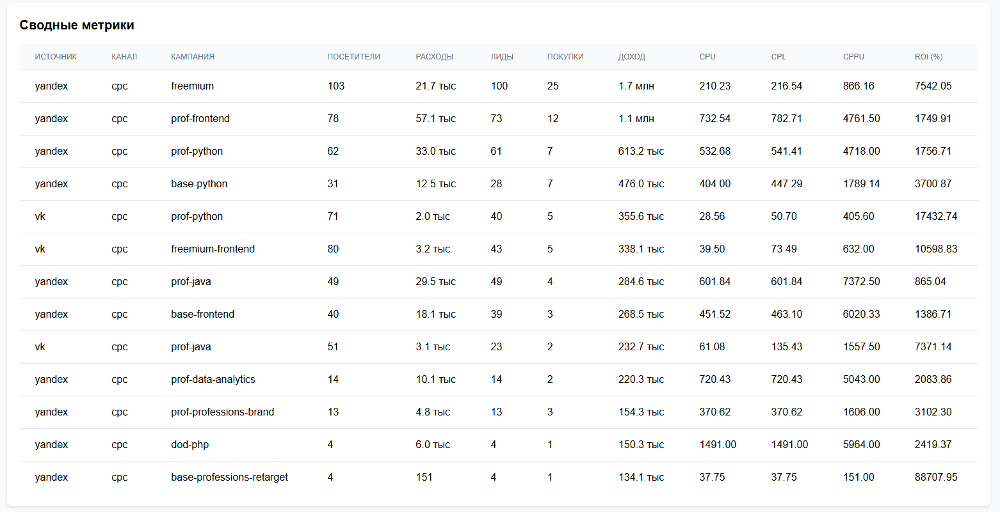 Сводные метрики
ИСТОЧНИК КАНАЛ КАМПАНИЯ ПОСЕТИТЕЛИ РАСХОДЫ ЛИДЫ ПОКУПКИ ДОХОД CPU CPL CPPU ROI (%)
yandex cpc freemium 103 21.7 тыс 100 25 1.7 млн 210.23 216.54 866.16 7542.05
yandex cpc prof-frontend 78 57.1 тыс 73 12 1.1 млн 732.54 782.71 4761.50 1749.91
yandex cpc prof-python 62 33.0 тыс 61 7 613.2 тыс 532.68 541.41 4718.00 1756.71
yandex cpc base-python 31 12.5 тыс 28 7 476.0 тыс 404.00 447.29 1789.14 3700.87
vk cpc prof-python 71 2.0 тыс 40 5 355.6 тыс 28.56 50.70 405.60 17432.74
vk cpc freemium-frontend 80 3.2 тыс 43 5 338.1 тыс 39.50 73.49 632.00 10598.83
yandex cpc prof-java 49 29.5 тыс 49 4 284.6 тыс 601.84 601.84 7372.50 865.04
yandex cpc base-frontend 40 18.1 тыс 39 3 268.5 тыс 451.52 463.10 6020.33 1386.71
vk cpc prof-java 51 3.1 тыс 23 2 232.7 тыс 61.08 135.43 1557.50 7371.14
yandex cpc prof-data-analytics 14 10.1 тыс 14 2 220.3 тыс 720.43 720.43 5043.00 2083.86
yandex cpc prof-professions-brand 13 4.8 тыс 13 3 154.3 тыс 370.62 370.62 1606.00 3102.30
yandex cpc dod-php 4 6.0 тыс 4 1 150.3 тыс 1491.00 1491.00 5964.00 2419.37
yandex cpc base-professions-retarget 4 151 4 1 134.1 тыс 37.75 37.75 151.00 88707.95